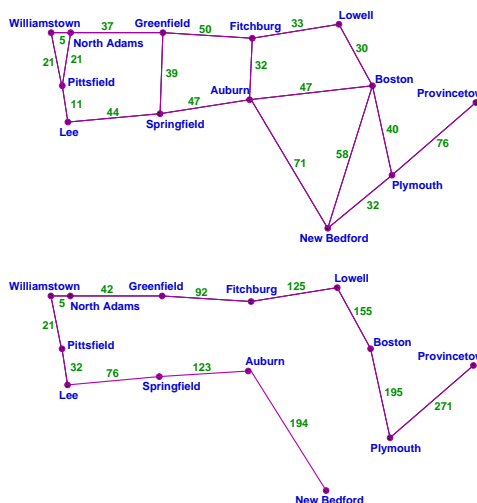 Williamstown 37 Greenfield 50 Fitchburg 33 Lowell
5 North Adams
21 21 39 32 30
Pittsfield Auburn 47 Boston Provincetow
11 44 47
Lee Springfield 71 58 40 76
Plymouth
32
New Bedford
Williamstown 42 Greenfield 92 Fitchburg 125 Lowell
5 North Adams
21 155
Pittsfield Auburn Boston Provincetow
32 76 123
Lee Springfield 195 271
194 Plymouth
New Bedford